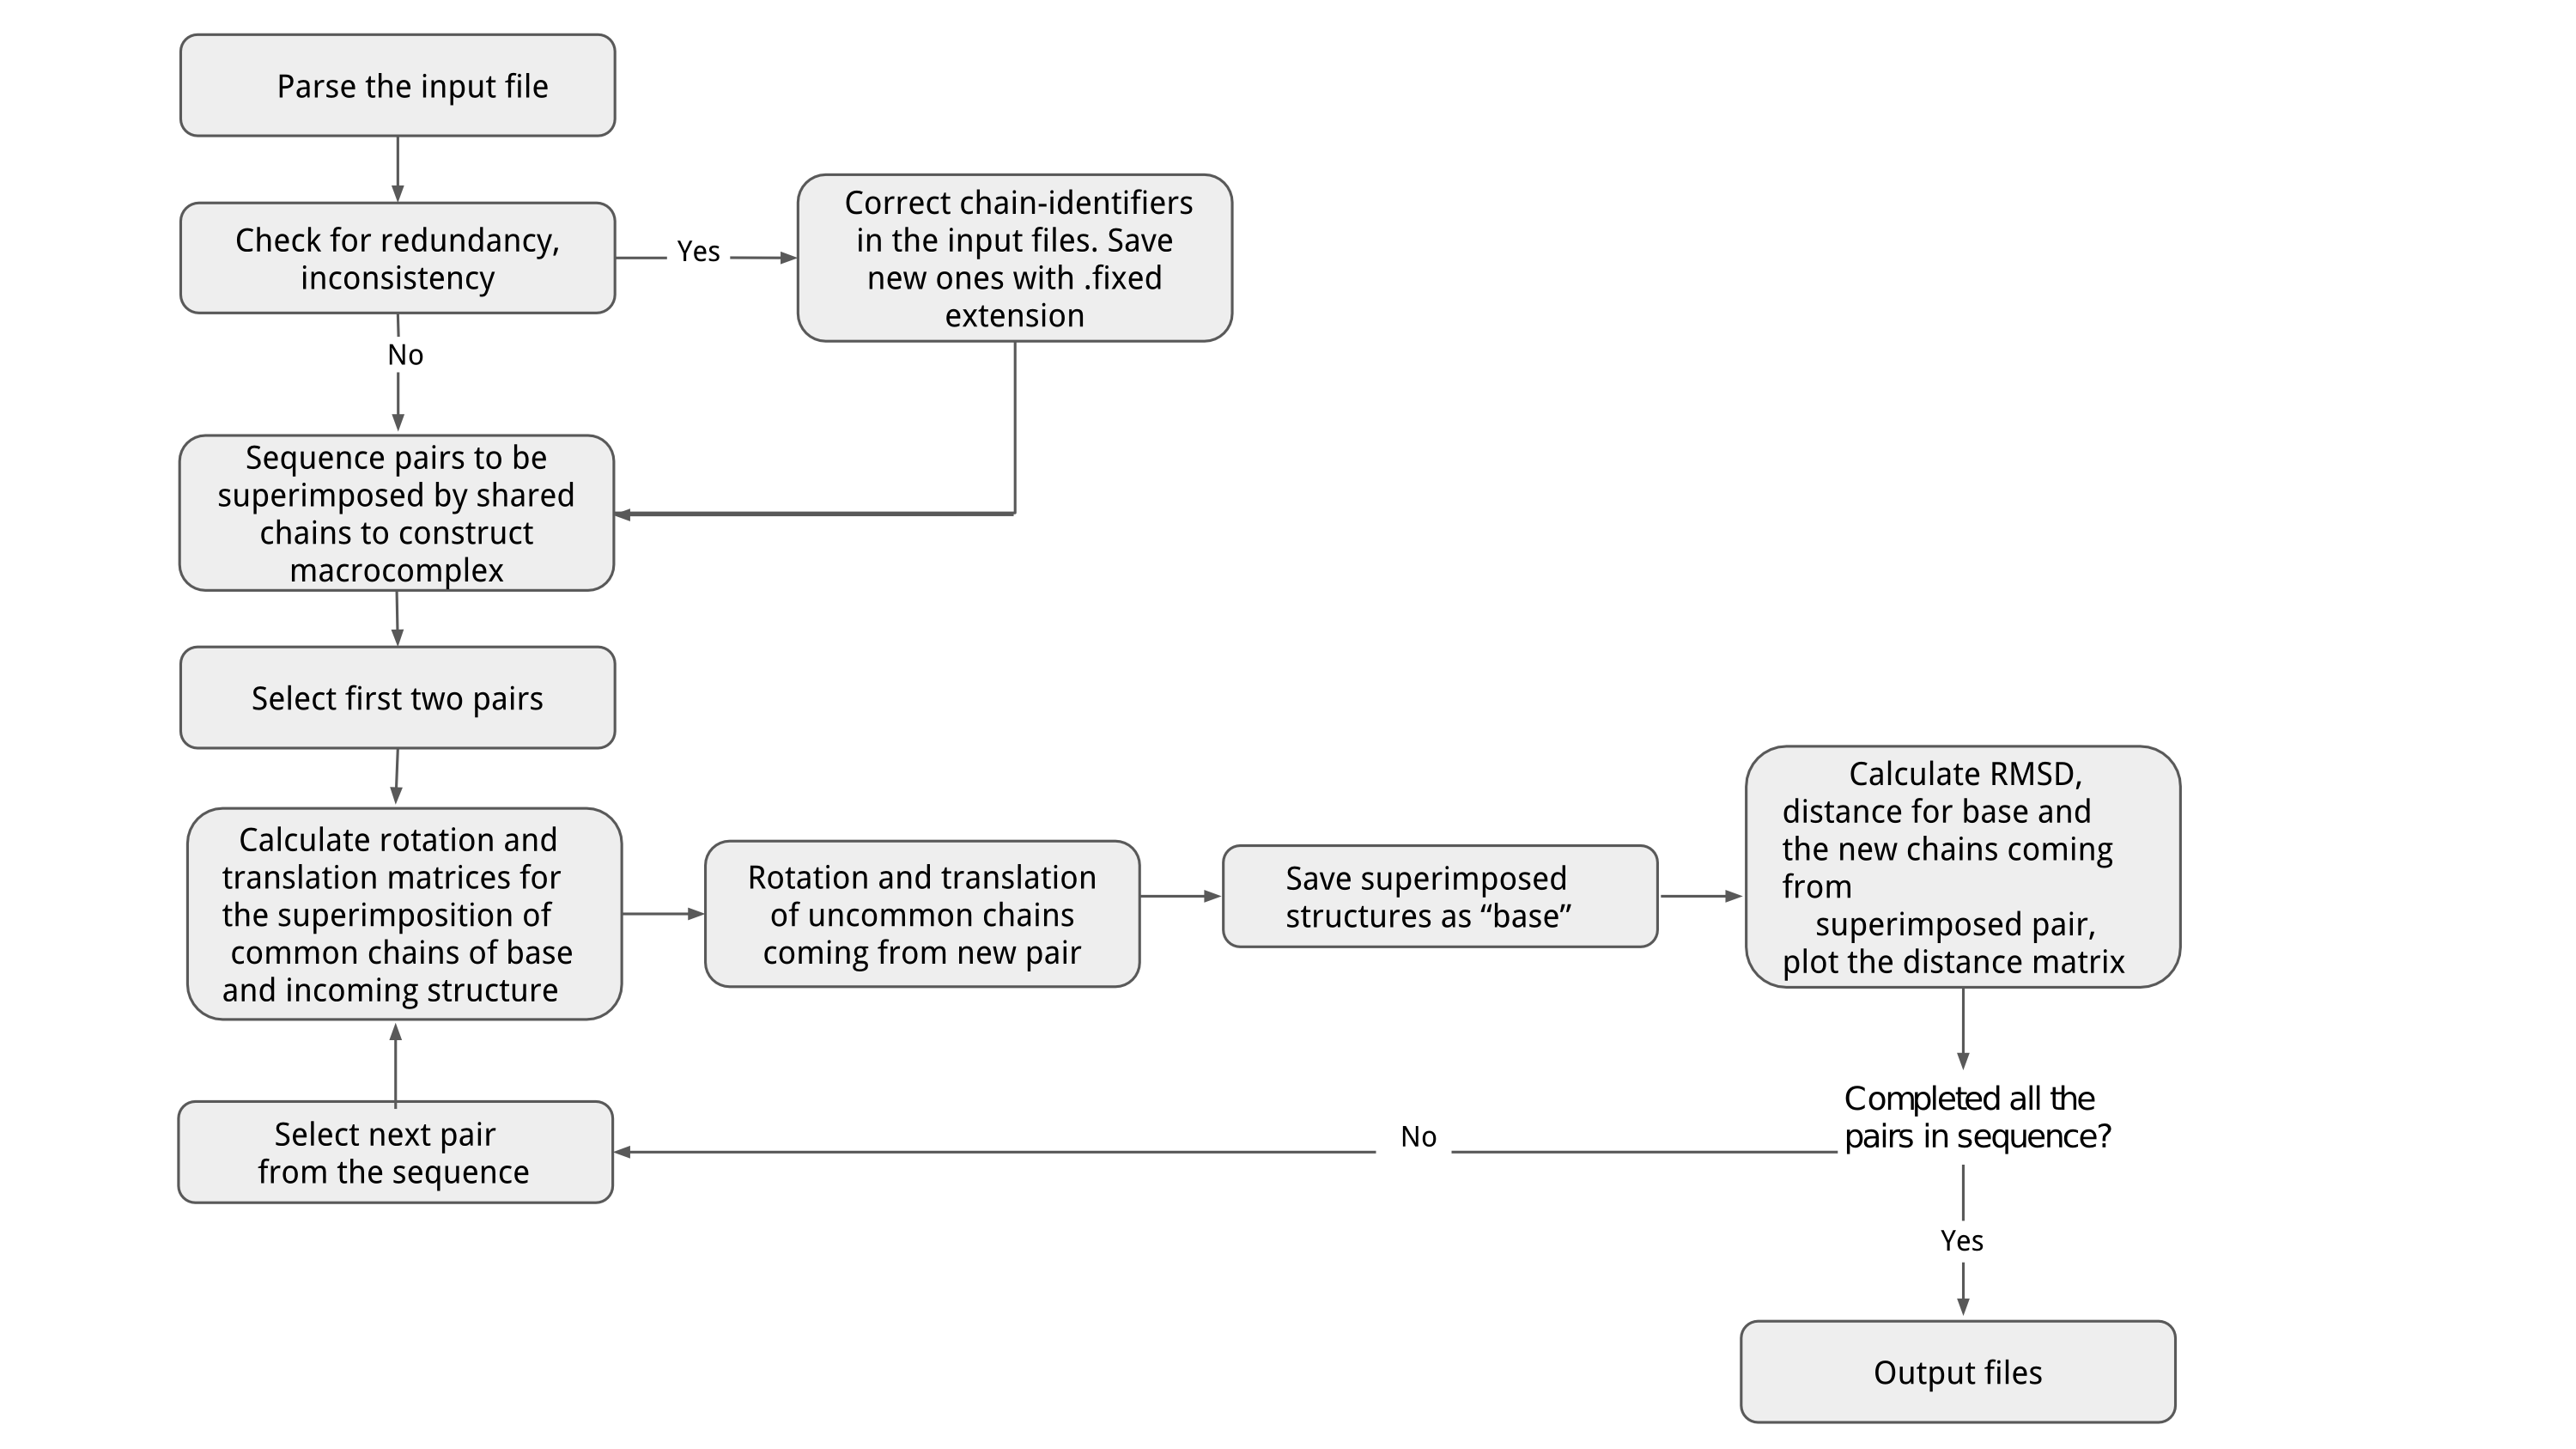 Parse the input file
Check for redundancy,
inconsistency
Yes
Correct chain-identifiers
in the input files. Save
new ones with .fixed
extension
No
Sequence pairs to be
superimposed by shared
chains to construct
macrocomplex
Select first two pairs
Calculate rotation and
translation matrices for
the superimposition of
common chains of base
and incoming structure
Rotation and translation
of uncommon chains
coming from new pair
Save superimposed
structures as “base”
Calculate RMSD,
distance for base and
the new chains coming
from
superimposed pair,
plot the distance matrix
Completed all the
pairs in sequence?
No
Select next pair
from the sequence
Yes
Output files